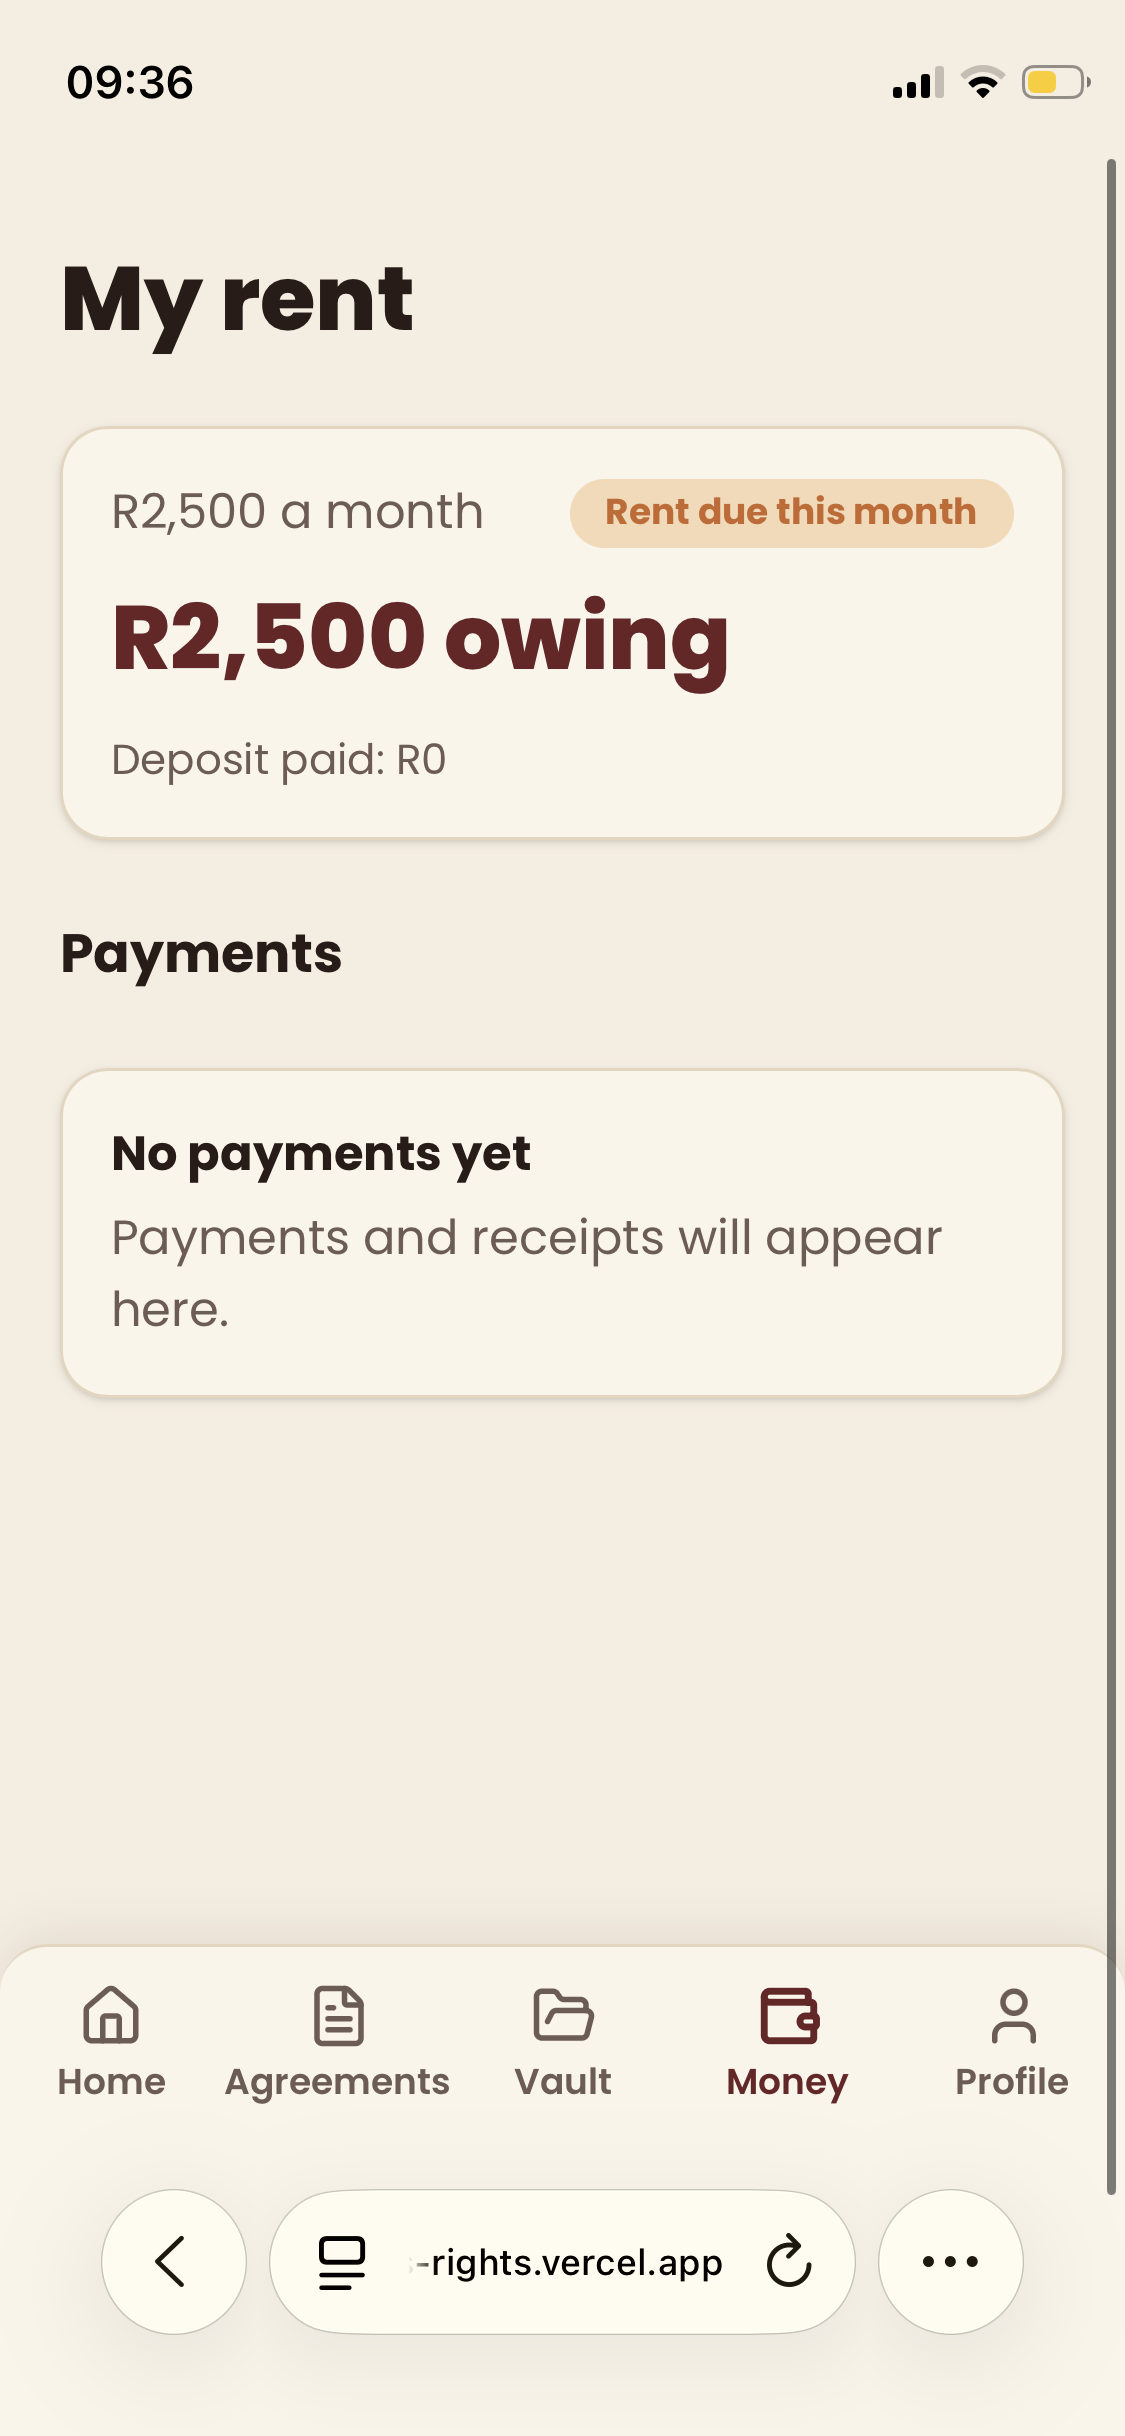 09:36
My rent
R2,500 a month
Rent due this month
R2,500 owing
Deposit paid: R0
Payments
No payments yet
Payments and receipts will appear
here.
Home
Agreements
Vault
Money
Profile
-rights.vercel.app